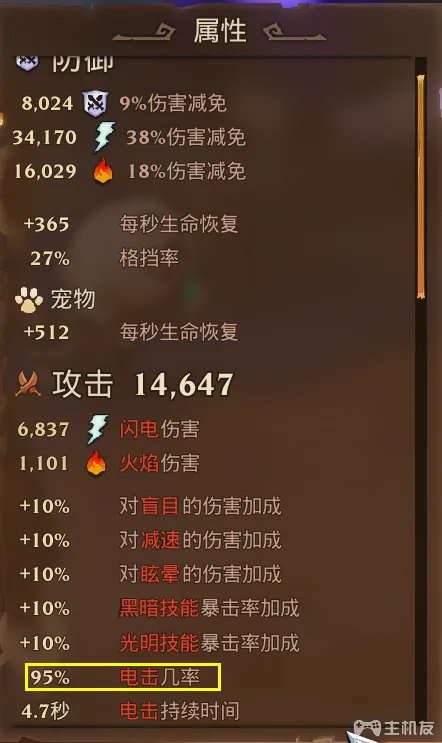 属性
防御
8,024 9%伤害减免
34,170 38%伤害减免
16,029 18%伤害减免
+365 每秒生命恢复
27% 格挡率
宠物
+512 每秒生命恢复
攻击 14,647
6,837 闪电伤害
1,101 火焰伤害
+10% 对盲目的伤害加成
+10% 对减速的伤害加成
+10% 对眩晕的伤害加成
+10% 黑暗技能暴击率加成
+10% 光明技能暴击率加成
95% 电击几率
4.7秒 电击持续时间
主机友